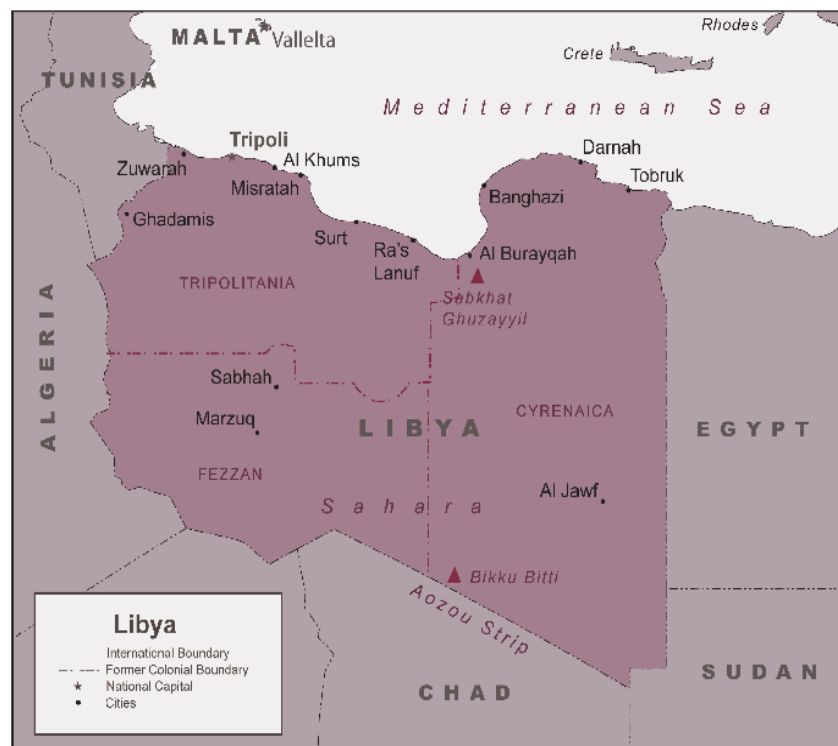 Rhodes
MALTA
Vallelta
Crete
TUNISIA
Mediterranean Sea
Tripoli
Darnah
Zuwarah
Al Khums
Misratah
Tobruk
Banghazi
Ghadamis
Surt
Ra's
Lanuf
Al Burayqah
TRIPOLITANIA
Sabkhat
Ghuzayyil
ALGERIA
Sabhah
Marzuq
LIBYA
CYRENAICA
EGYPT
FEZZAN
Al Jawf
Sahara
Bikku Bitti
Aozou Strip
Libya
International Boundary
Former Colonial Boundary
National Capital
Cities
CHAD
SUDAN